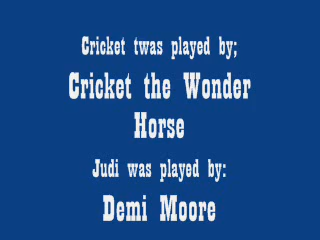 Cricket twas played by;
Cricket the Wonder
Horse
Judi was played by:
Demi Moore